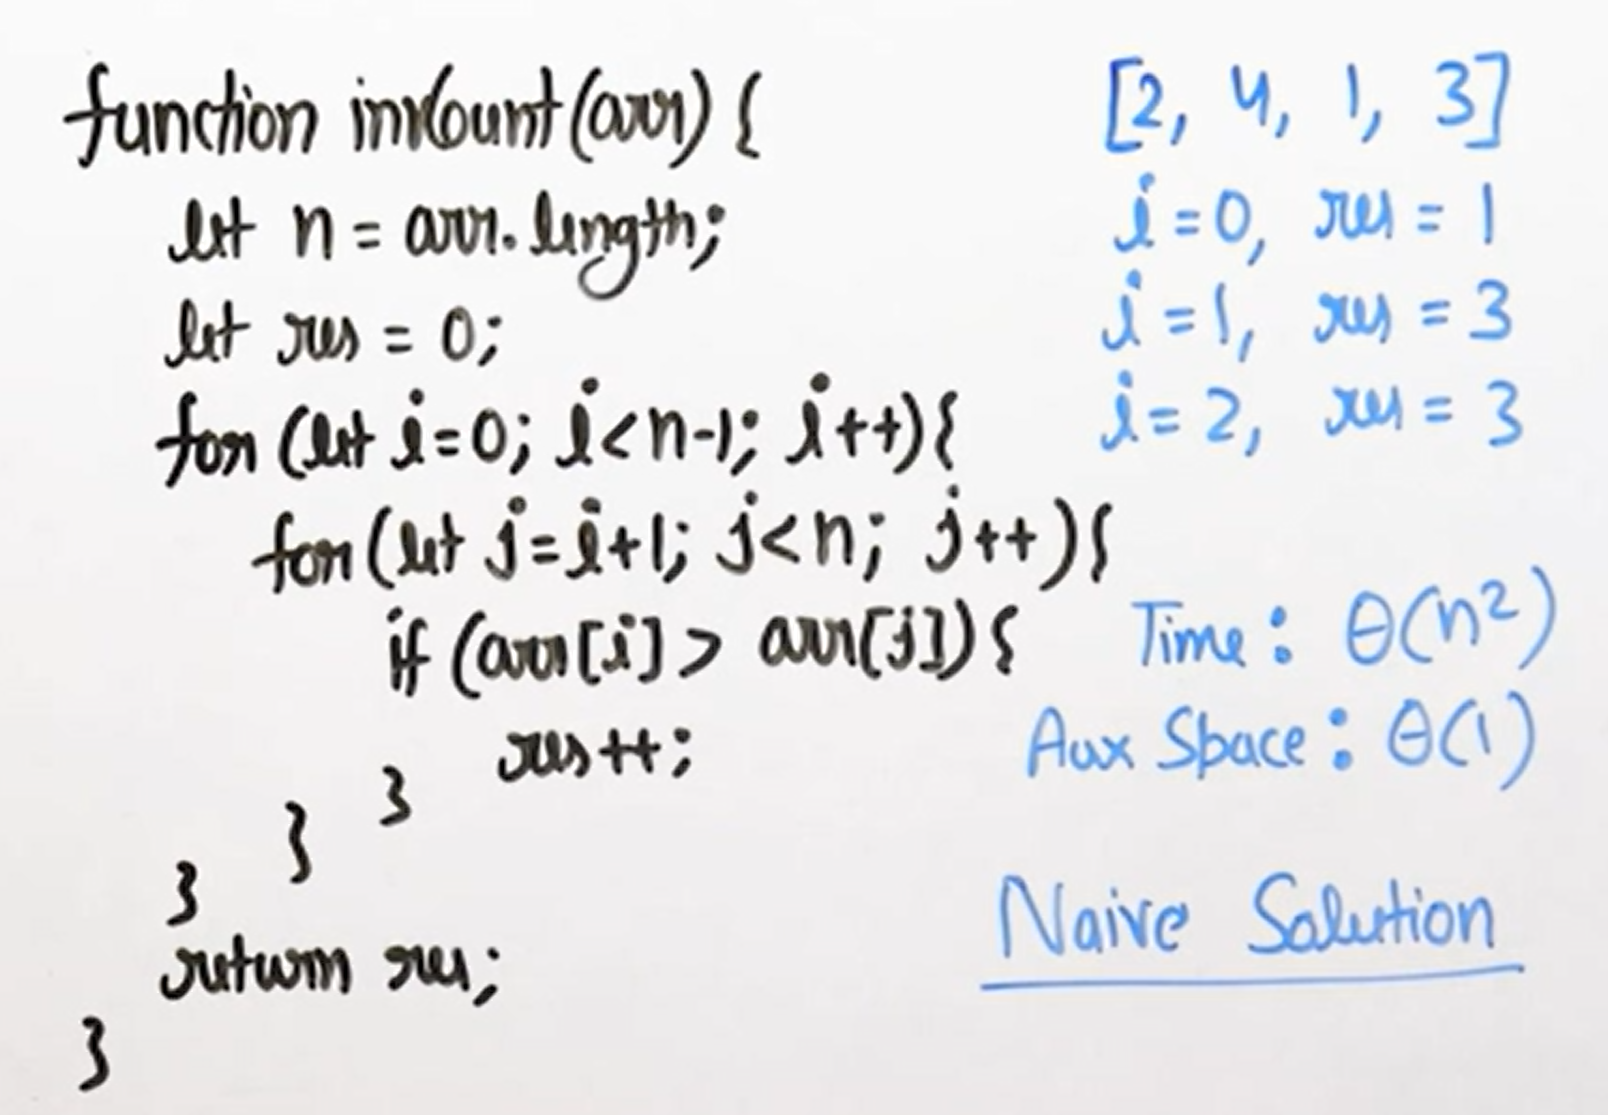 function invCount(arr) {
let n = arr.length;
let res = 0;
for (let i=0; i<n-1; i++){
for(let j=i+1; j<n; j++){
if (arr[i] > arr[j]){
res++;
}
}
}
return res;
}
[2, 4, 1, 3]
i=0, res = 1
i=1, res = 3
i=2, res = 3
Time: θ(n²)
Aux Space: θ(1)
Naive Solution